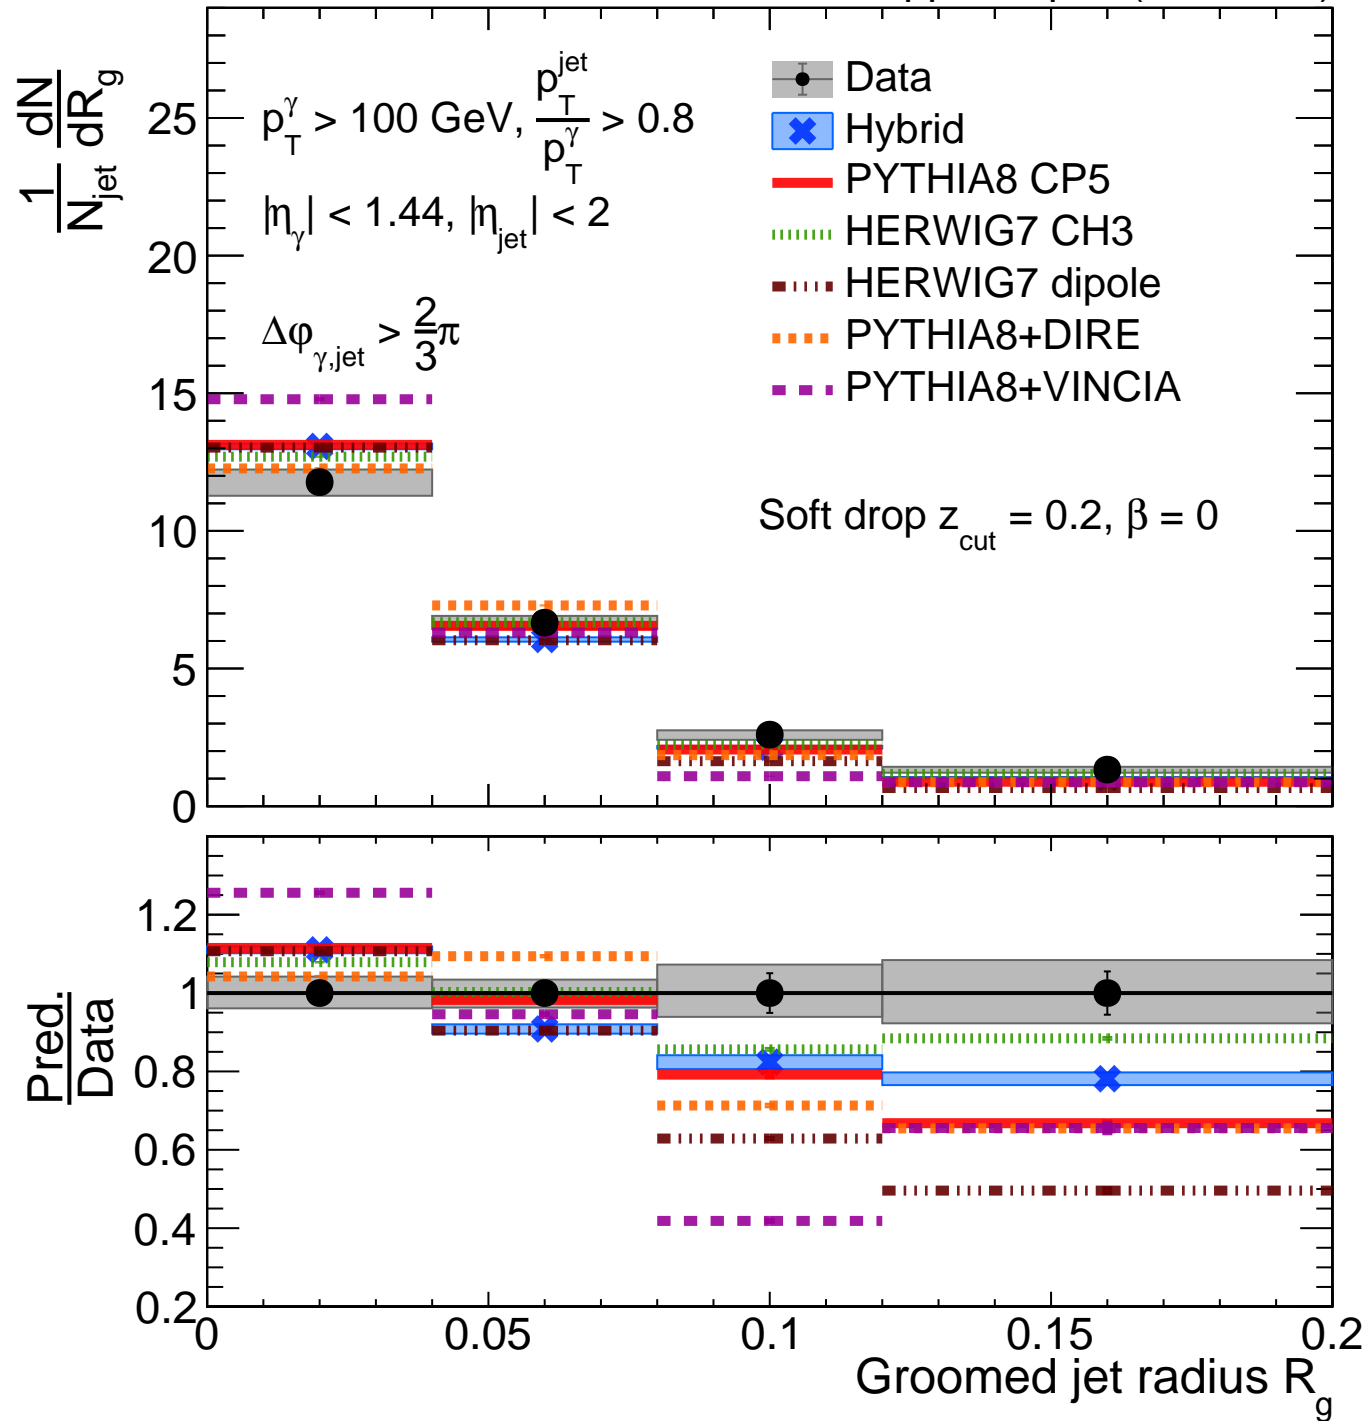 1/N_jet dN/dR_g
p_T^γ > 100 GeV, p_T^jet/p_T^γ > 0.8
|η_γ| < 1.44, |η_jet| < 2
Δφ_γ,jet > 2/3 π
Data
Hybrid
PYTHIA8 CP5
HERWIG7 CH3
HERWIG7 dipole
PYTHIA8+DIRE
PYTHIA8+VINCIA
Soft drop z_cut = 0.2, β = 0
25
20
15
10
5
0
Pred./Data
1.2
1
0.8
0.6
0.4
0.2
0 0.05 0.1 0.15 0.2
Groomed jet radius R_g